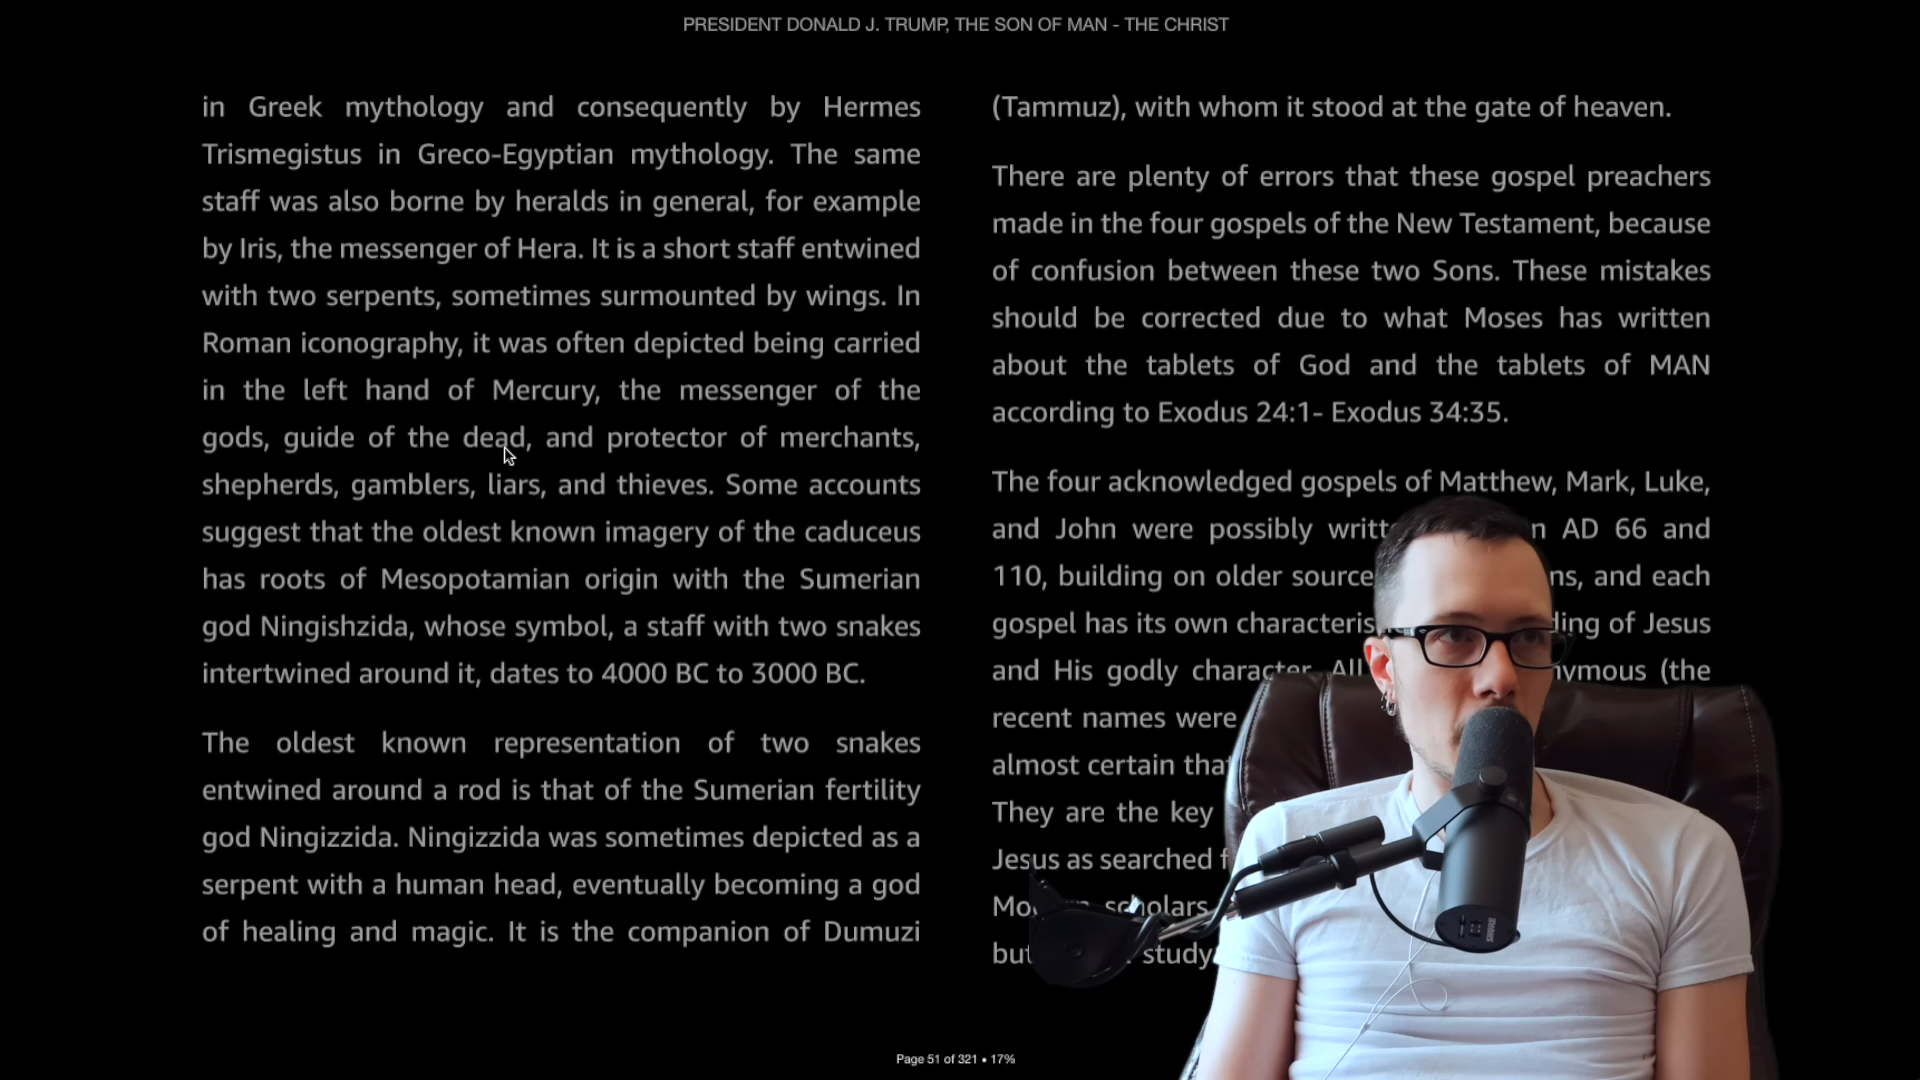 PRESIDENT DONALD J. TRUMP, THE SON OF MAN - THE CHRIST
in Greek mythology and consequently by Hermes
Trismegistus in Greco-Egyptian mythology. The same
staff was also borne by heralds in general, for example
by Iris, the messenger of Hera. It is a short staff entwined
with two serpents, sometimes surmounted by wings. In
Roman iconography, it was often depicted being carried
in the left hand of Mercury, the messenger of the
gods, guide of the dead, and protector of merchants,
shepherds, gamblers, liars, and thieves. Some accounts
suggest that the oldest known imagery of the caduceus
has roots of Mesopotamian origin with the Sumerian
god Ningishzida, whose symbol, a staff with two snakes
intertwined around it, dates to 4000 BC to 3000 BC.
The oldest known representation of two snakes
entwined around a rod is that of the Sumerian fertility
god Ningizzida. Ningizzida was sometimes depicted as a
serpent with a human head, eventually becoming a god
of healing and magic. It is the companion of Dumuzi
(Tammuz), with whom it stood at the gate of heaven.
There are plenty of errors that these gospel preachers
made in the four gospels of the New Testament, because
of confusion between these two Sons. These mistakes
should be corrected due to what Moses has written
about the tablets of God and the tablets of MAN
according to Exodus 24:1- Exodus 34:35.
The four acknowledged gospels of Matthew, Mark, Luke,
and John were possibly AD 66 and
110, building on older and each
gospel has its own of Jesus
and His godly character. All (the
recent names were
almost certain
They are the key
Jesus as searched
scholars
study
Page 51 of 321 • 17%
SHURE